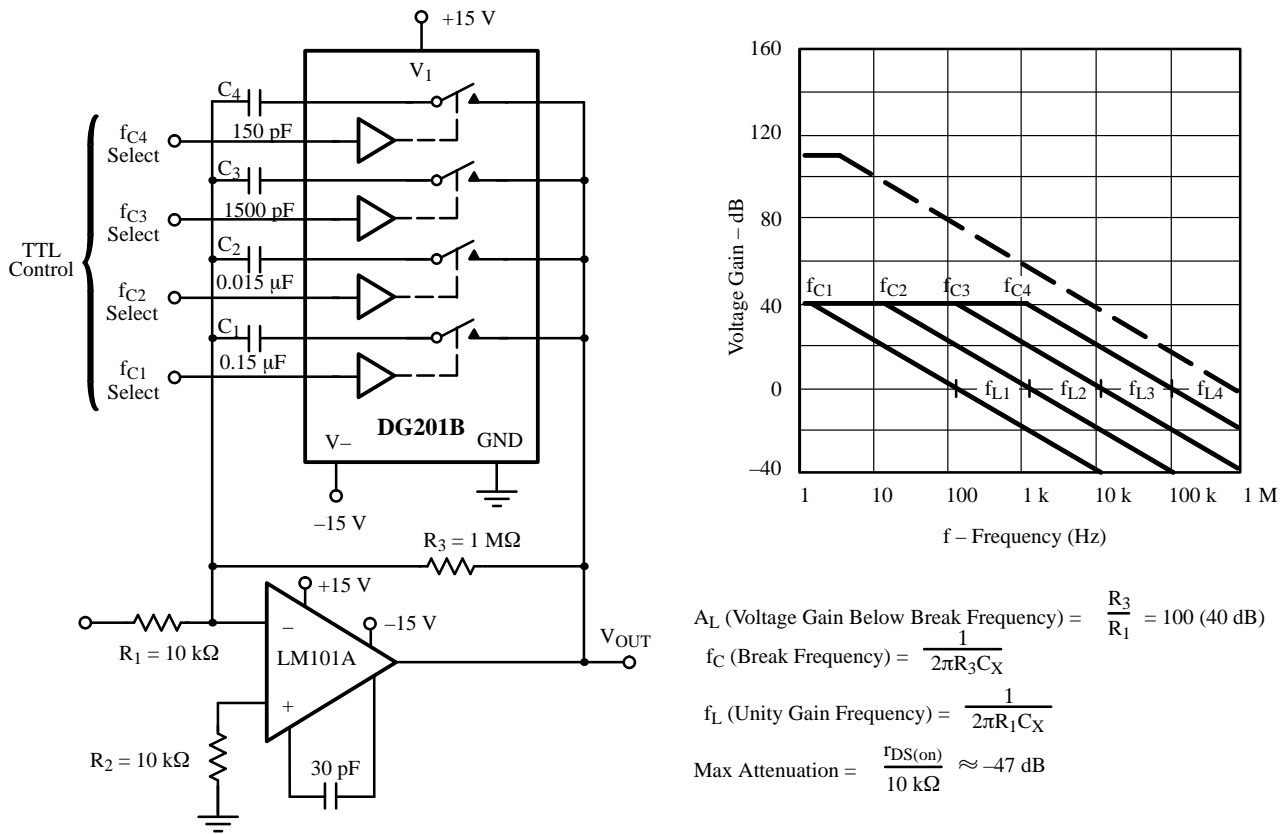 +15 V
V1
C4
150 pF
fC4
Select
C3
1500 pF
fC3
Select
TTL
Control
C2
0.015 µF
fC2
Select
C1
0.15 µF
fC1
Select
DG201B
V–
GND
–15 V
R3 = 1 MΩ
+15 V
–15 V
VOUT
R1 = 10 kΩ
–
LM101A
+
R2 = 10 kΩ
30 pF
160
120
80
40
0
–40
Voltage Gain – dB
fC1 fC2 fC3 fC4
fL1 fL2 fL3 fL4
1 10 100 1 k 10 k 100 k 1 M
f – Frequency (Hz)
AL (Voltage Gain Below Break Frequency) = R3 / R1 = 100 (40 dB)
fC (Break Frequency) = 1 / 2πR3CX
fL (Unity Gain Frequency) = 1 / 2πR1CX
Max Attenuation = rDS(on) / 10 kΩ ≈ –47 dB